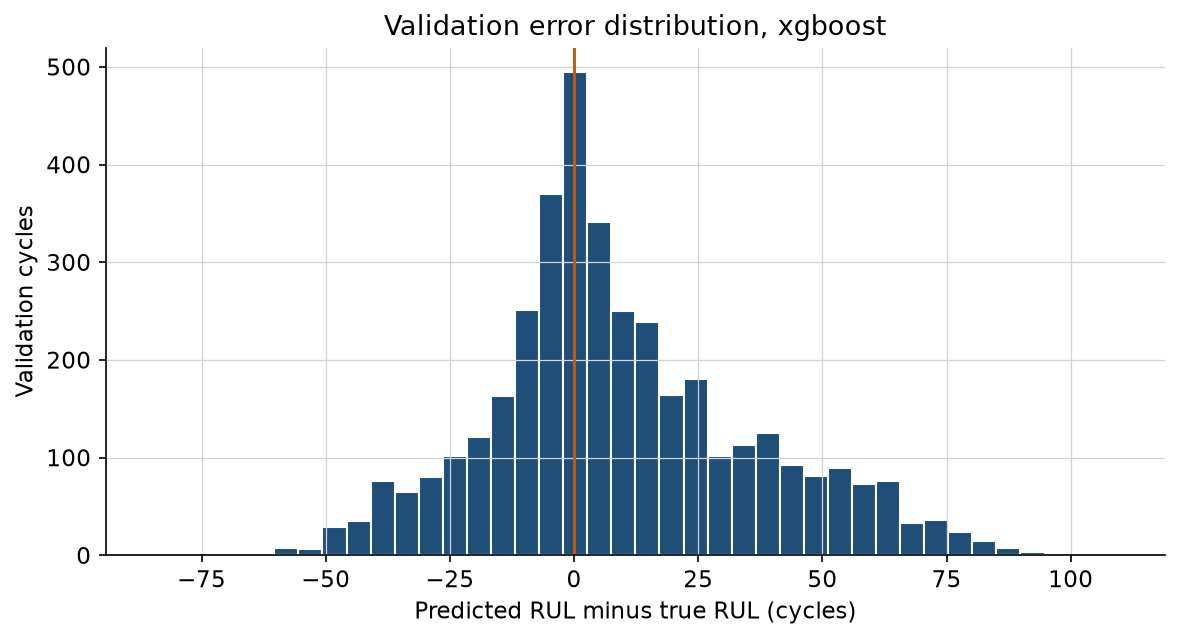 Validation error distribution, xgboost
Validation cycles
500
400
300
200
100
0
−75 −50 −25 0 25 50 75 100
Predicted RUL minus true RUL (cycles)